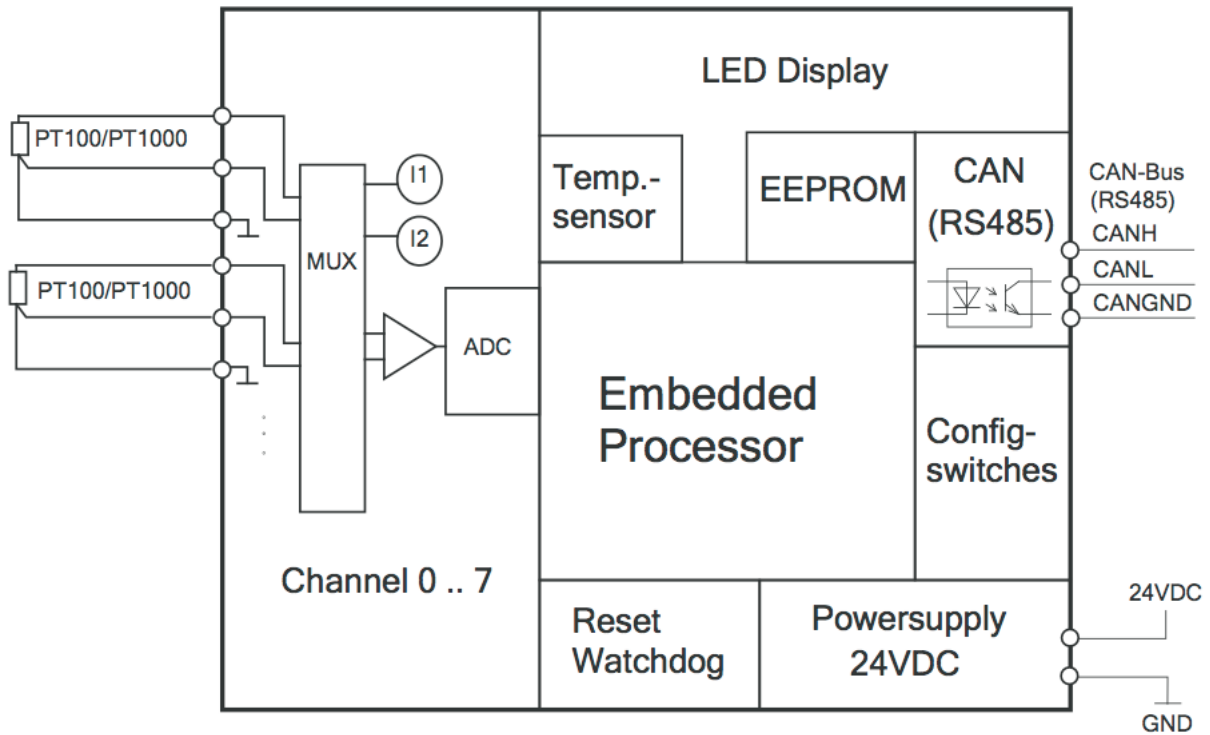 LED Display
PT100/PT1000
I1
I2
MUX
PT100/PT1000
ADC
Channel 0 .. 7
Temp.-
sensor
EEPROM
CAN
(RS485)
CAN-Bus
(RS485)
CANH
CANL
CANGND
Embedded
Processor
Config-
switches
Reset
Watchdog
Powersupply
24VDC
24VDC
GND